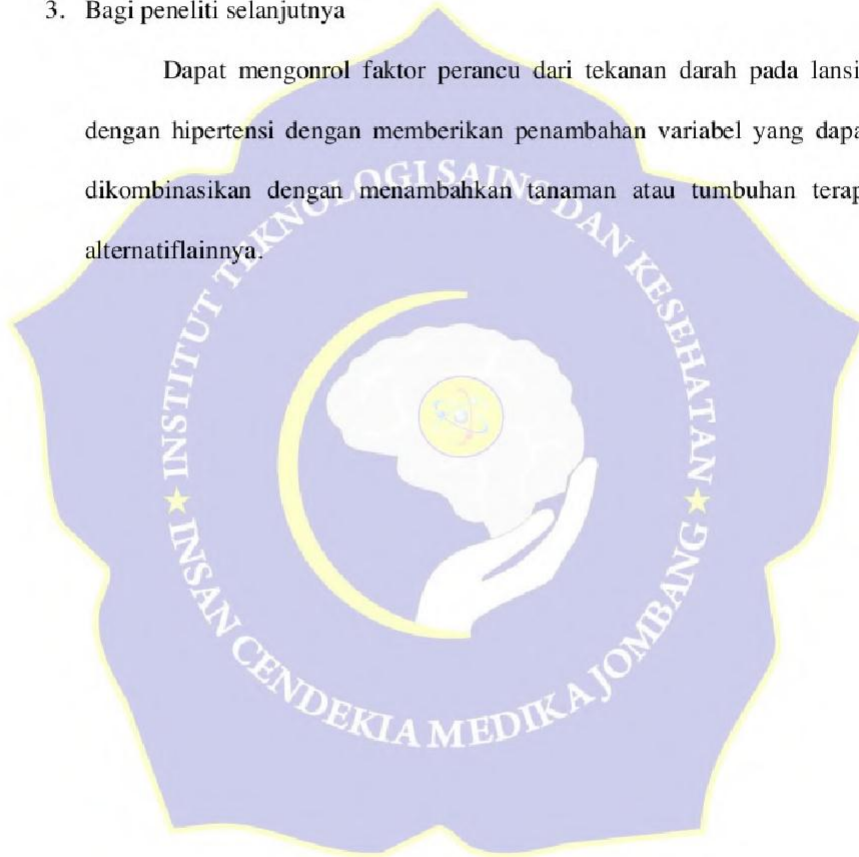 3. Bagi peneliti selanjutnya
Dapat mengonrol faktor perancu dari tekanan darah pada lansi
dengan hipertensi dengan memberikan penambahan variabel yang dapa
dikombinasikan dengan menambahkan tanaman atau tumbuhan terap
alternatiflainnya.
INSTITUT TEKNOLOGI SAINS DAN KESEHATAN
INSAN CENDEKIA MEDIKA JOMBANG